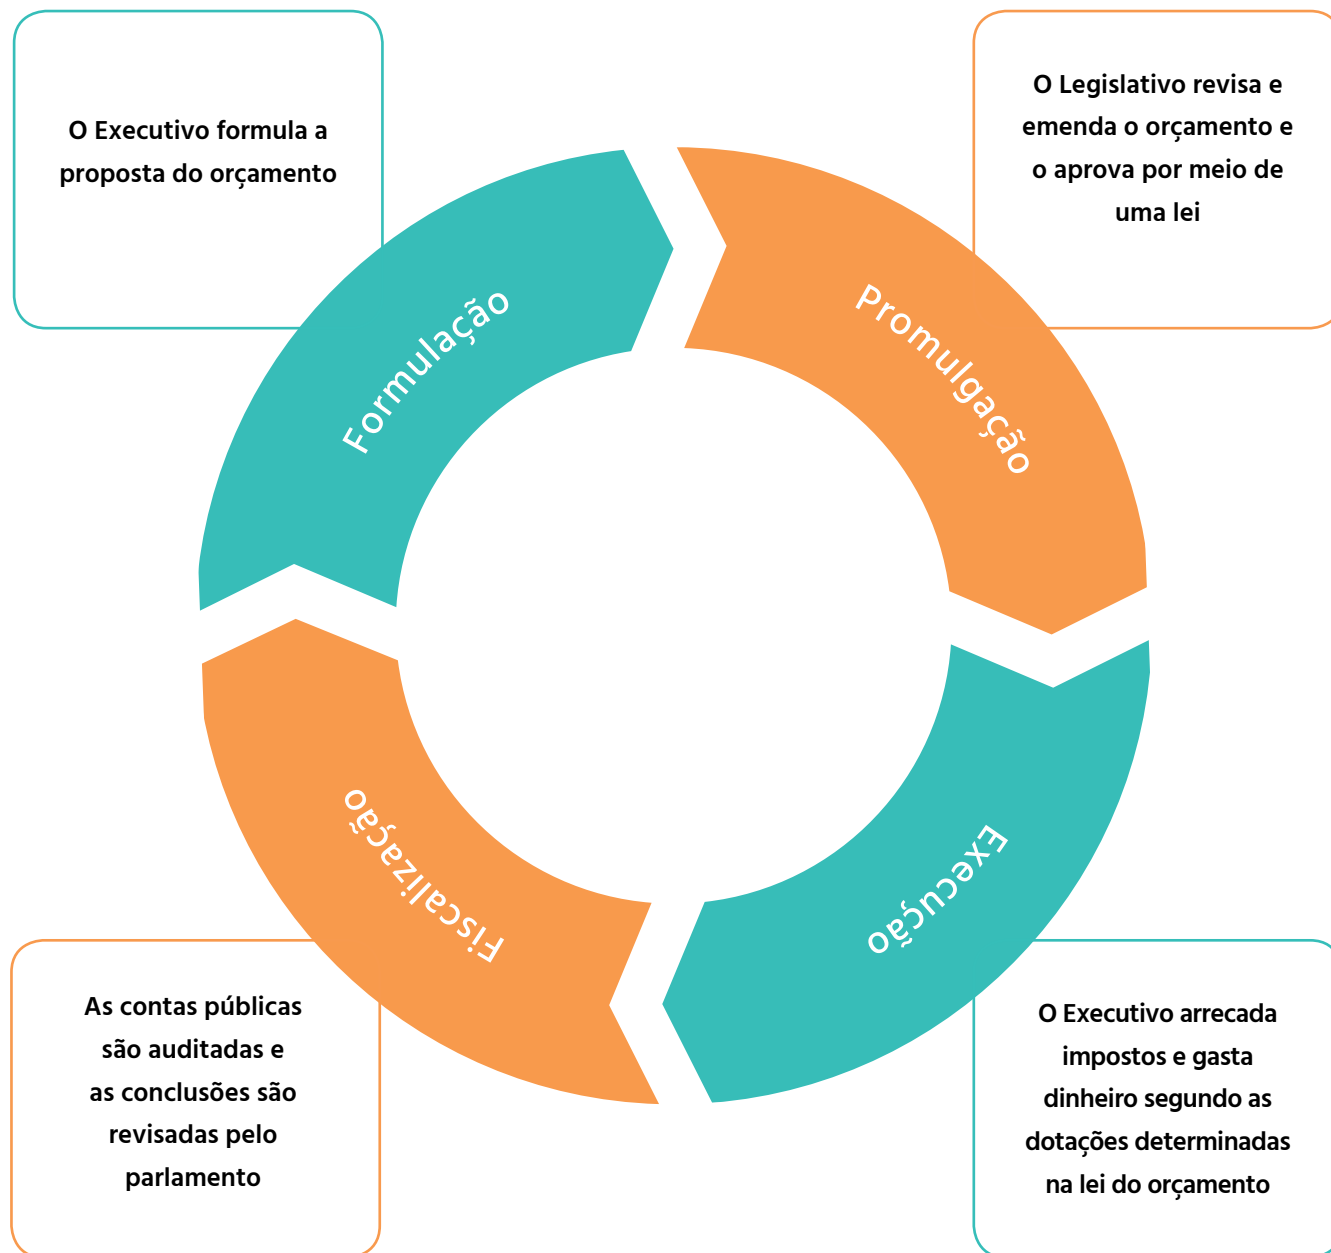 O Executivo formula a
proposta do orçamento
O Legislativo revisa e
emenda o orçamento e
o aprova por meio de
uma lei
Formulação
Promulgação
Fiscalização
Execução
As contas públicas
são auditadas e
as conclusões são
revisadas pelo
parlamento
O Executivo arrecada
impostos e gasta
dinheiro segundo as
dotações determinadas
na lei do orçamento